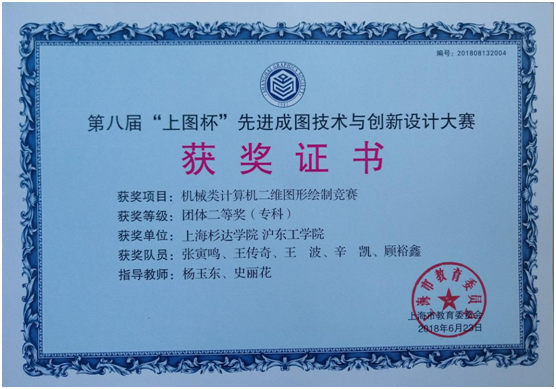 编号：201808132004
SHANGHAI GRAPHICS SOCIETY
第八届“上图杯”先进成图技术与创新设计大赛
获奖证书
获奖项目：机械类计算机二维图形绘制竞赛
获奖等级：团体二等奖（专科）
获奖单位：上海杉达学院 沪东工学院
获奖队员：张寅鸣、王传奇、王 波、辛 凯、顾裕鑫
指导教师：杨玉东、史丽花
上海市教育委员会
2018年6月23日